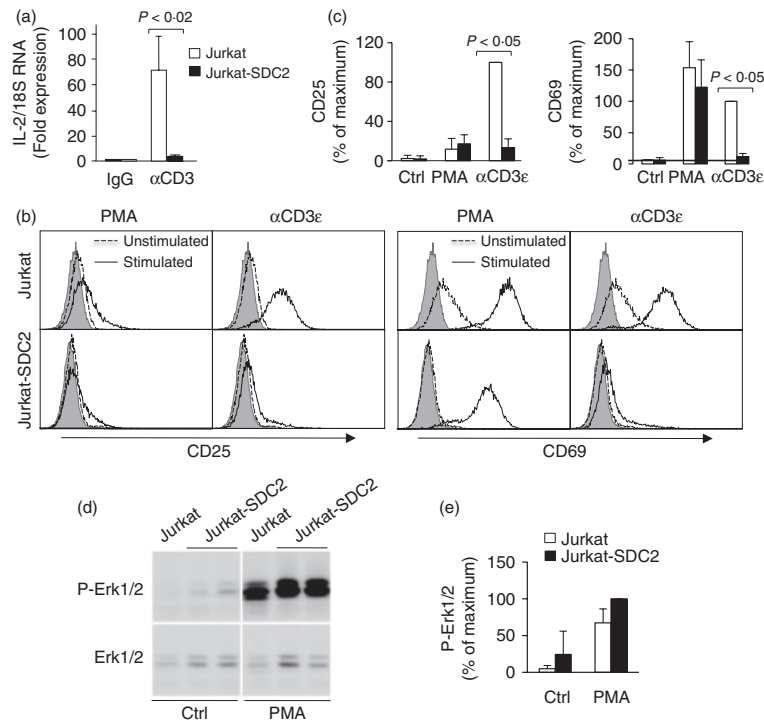 (a)
P < 0·02
100
80
60
40
20
0
IL-2/18S RNA
(Fold expression)
IgG αCD3
Jurkat
Jurkat-SDC2
(c)
P < 0·05
120
80
40
0
CD25
(% of maximum)
Ctrl PMA αCD3ε
200
150
100
50
0
P < 0·05
CD69
(% of maximum)
Ctrl PMA αCD3ε
(b)
PMA αCD3ε PMA αCD3ε
Unstimulated
Stimulated
Unstimulated
Stimulated
Jurkat
Jurkat-SDC2
CD25
CD69
(d)
Jurkat
Jurkat-SDC2
Jurkat
Jurkat-SDC2
P-Erk1/2
Erk1/2
Ctrl PMA
(e)
Jurkat
Jurkat-SDC2
150
100
50
0
P-Erk1/2
(% of maximum)
Ctrl PMA